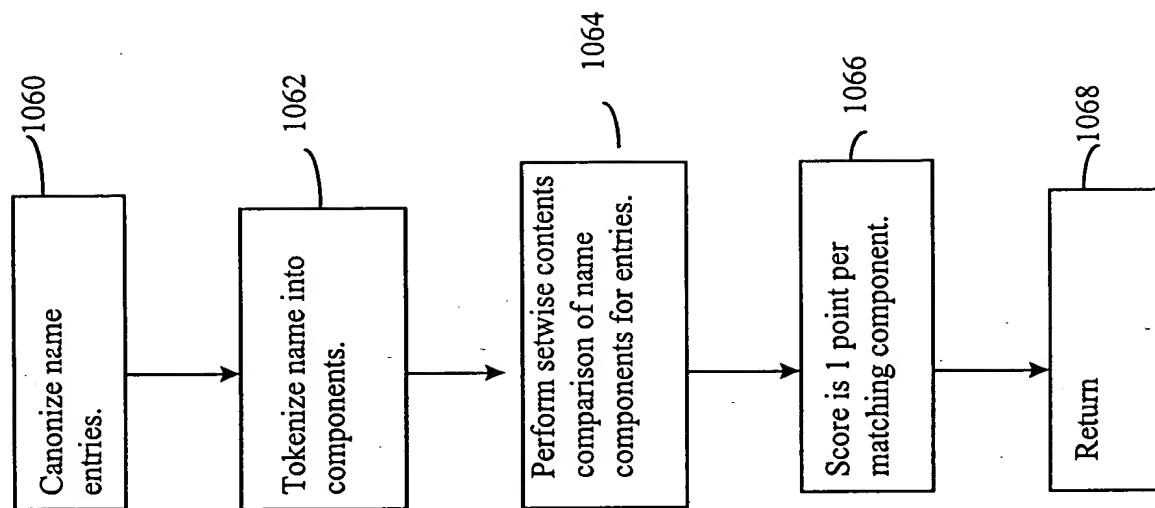 1060
Canonize name
entries.
1062
Tokenize name into
components.
1064
Perform setwise contents
comparison of name
components for entries.
1066
Score is 1 point per
matching component.
1068
Return